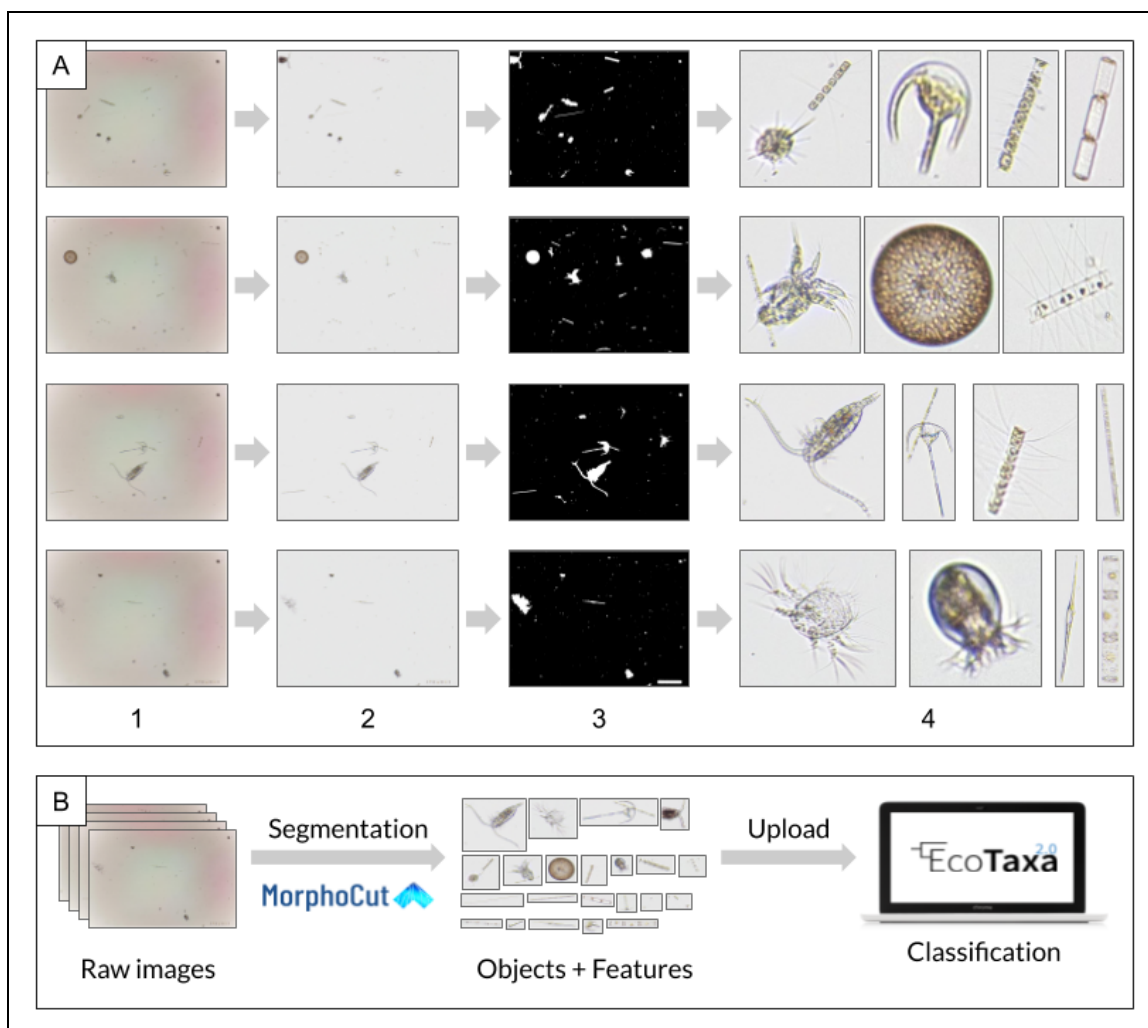 A
1 2 3 4
B
Segmentation Upload
MorphoCut
EcoTaxa 2.0
Raw images Objects + Features Classification